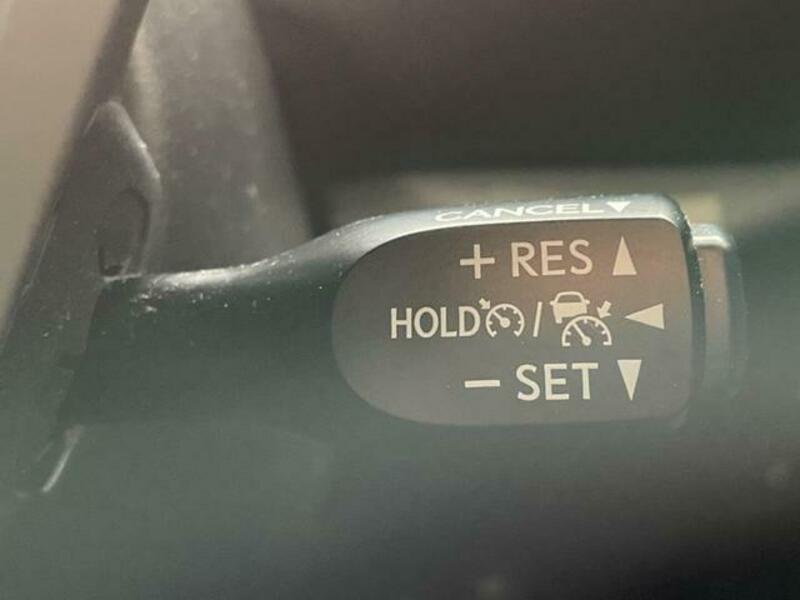 CANCEL▼
+ RES ▲
HOLD / ◀
− SET ▼